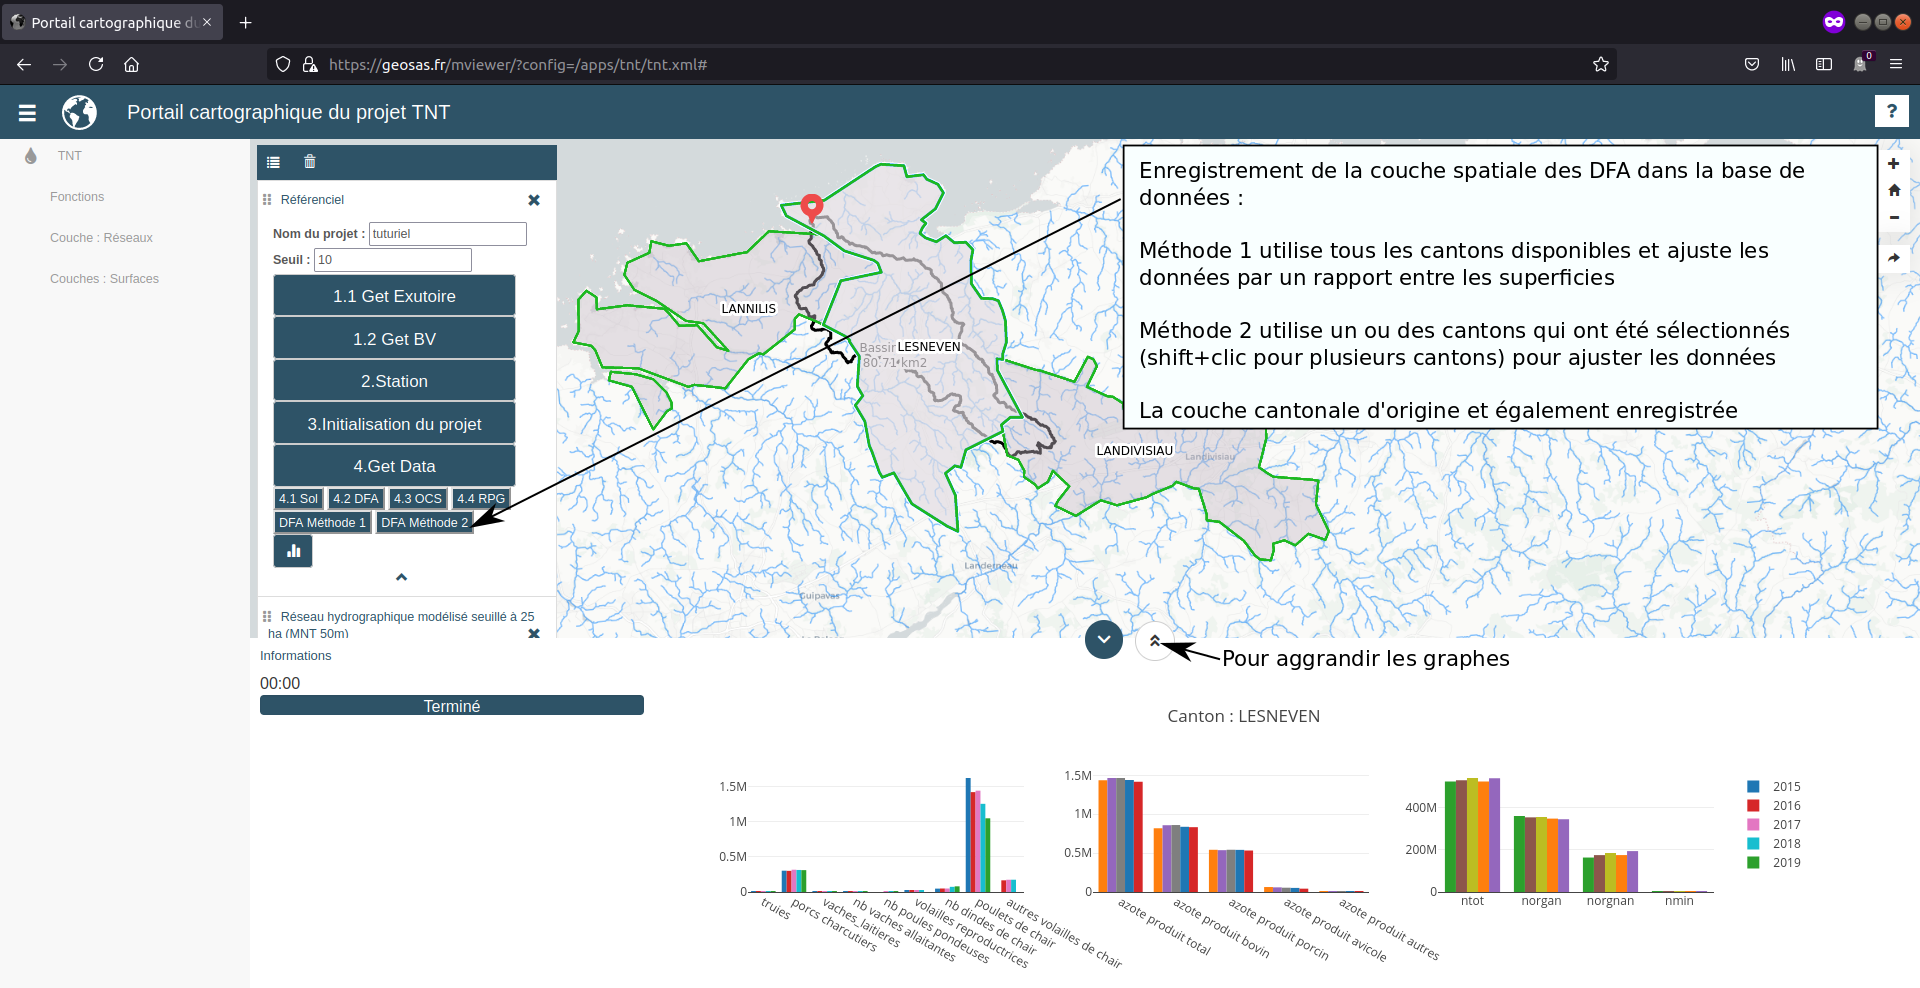 Portail cartographique du
0
https://geosas.fr/mviewer/?config=/apps/tnt/tnt.xml#
Portail cartographique du projet TNT
?
TNT
Fonctions
Couche : Réseaux
Couches : Surfaces
Référenciel
Nom du projet : tuturiel
Seuil : 10
1.1 Get Exutoire
1.2 Get BV
2.Station
3.Initialisation du projet
4.Get Data
4.1 Sol 4.2 DFA 4.3 OCS 4.4 RPG
DFA Méthode 1 DFA Méthode 2
Réseau hydrographique modélisé seuillé à 25
ha (MNT 50m)
LANNILIS
Bassin
LESNEVEN
80.71 km2
LANDIVISIAU
Landivisiau
Landerneau
Guipavas
Enregistrement de la couche spatiale des DFA dans la base de
données :
Méthode 1 utilise tous les cantons disponibles et ajuste les
données par un rapport entre les superficies
Méthode 2 utilise un ou des cantons qui ont été sélectionnés
(shift+clic pour plusieurs cantons) pour ajuster les données
La couche cantonale d'origine et également enregistrée
Pour aggrandir les graphes
Informations
00:00
Terminé
Canton : LESNEVEN
1.5M
1M
0.5M
0
truies
porcs charcutiers
vaches_laitieres
nb vaches allaitantes
nb poules pondeuses
volailles reproductrices
nb dindes de chair
poulets de chair
autres volailles de chair
1.5M
1M
0.5M
0
azote produit total
azote produit bovin
azote produit porcin
azote produit avicole
azote produit autres
400M
200M
0
ntot
norgan
norgnan
nmin
2015
2016
2017
2018
2019